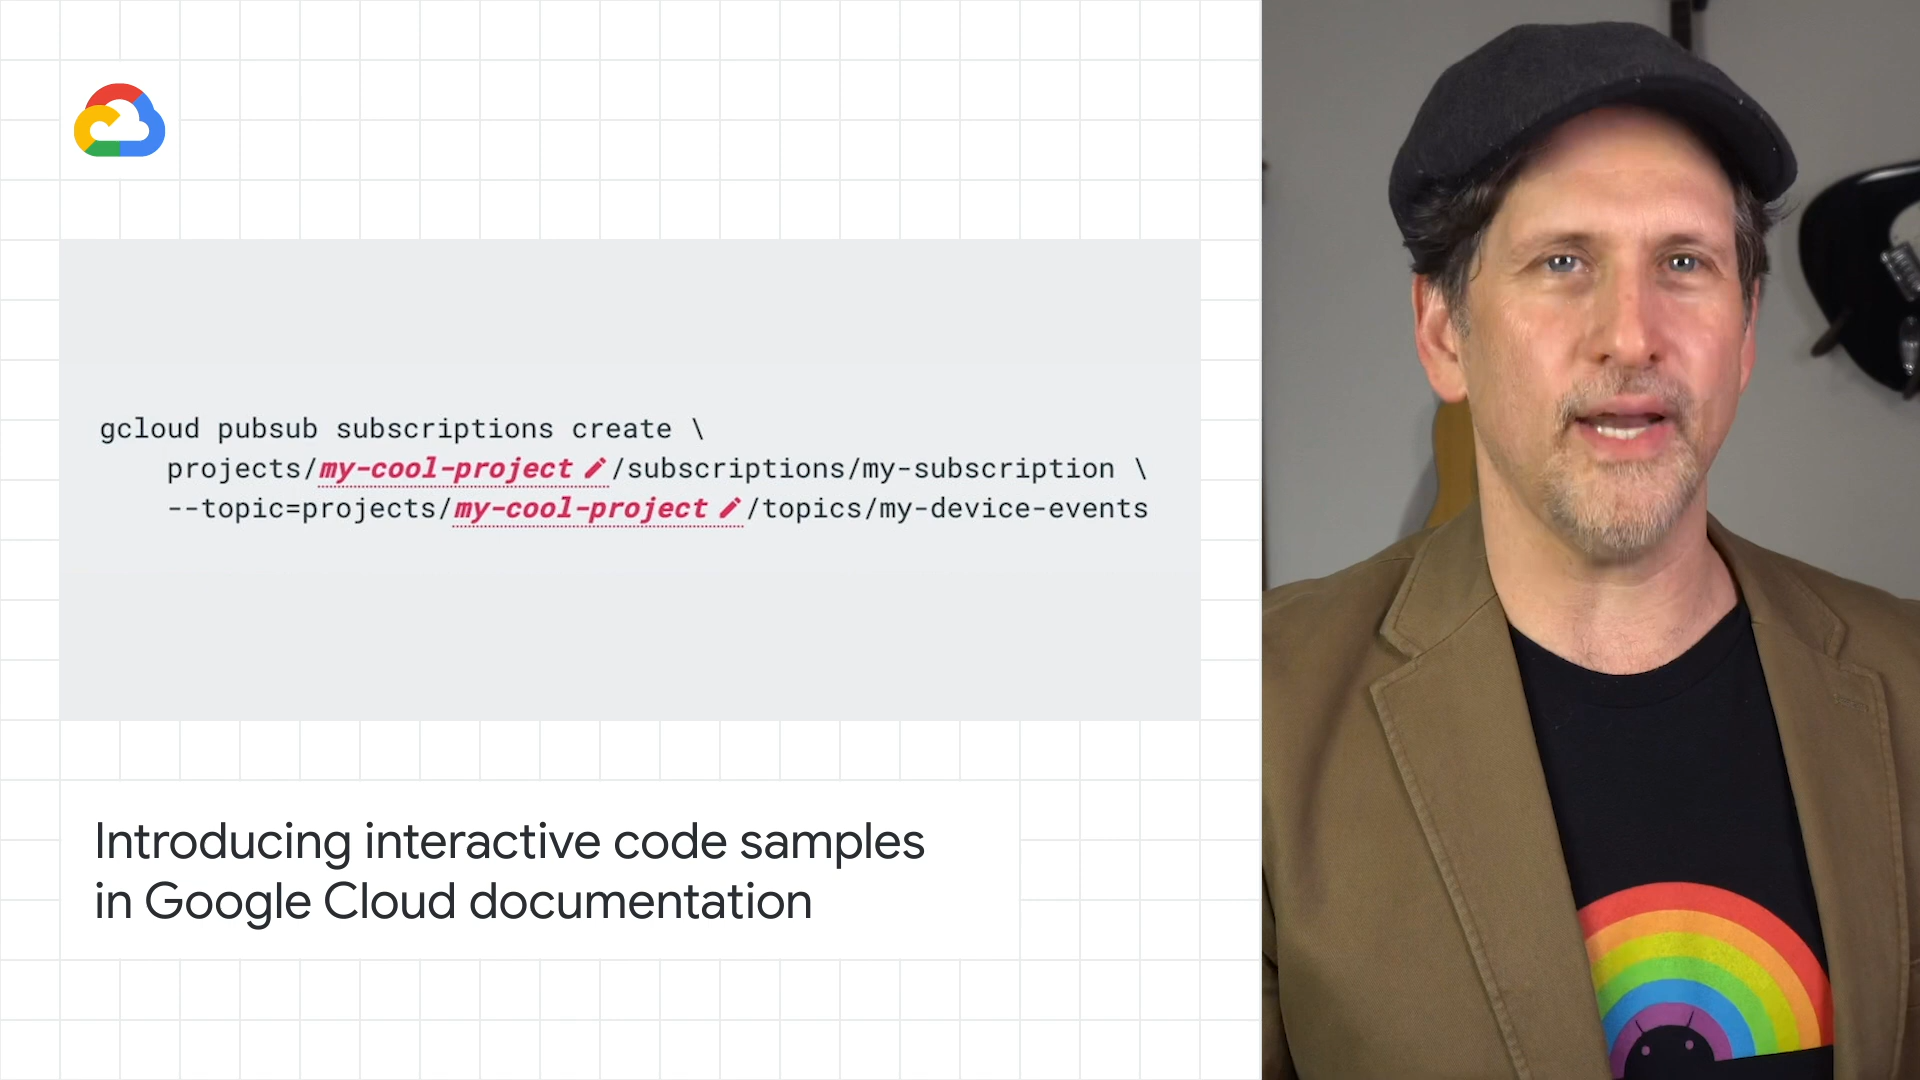 gcloud pubsub subscriptions create \
projects/my-cool-project/subscriptions/my-subscription \
--topic=projects/my-cool-project/topics/my-device-events
Introducing interactive code samples
in Google Cloud documentation